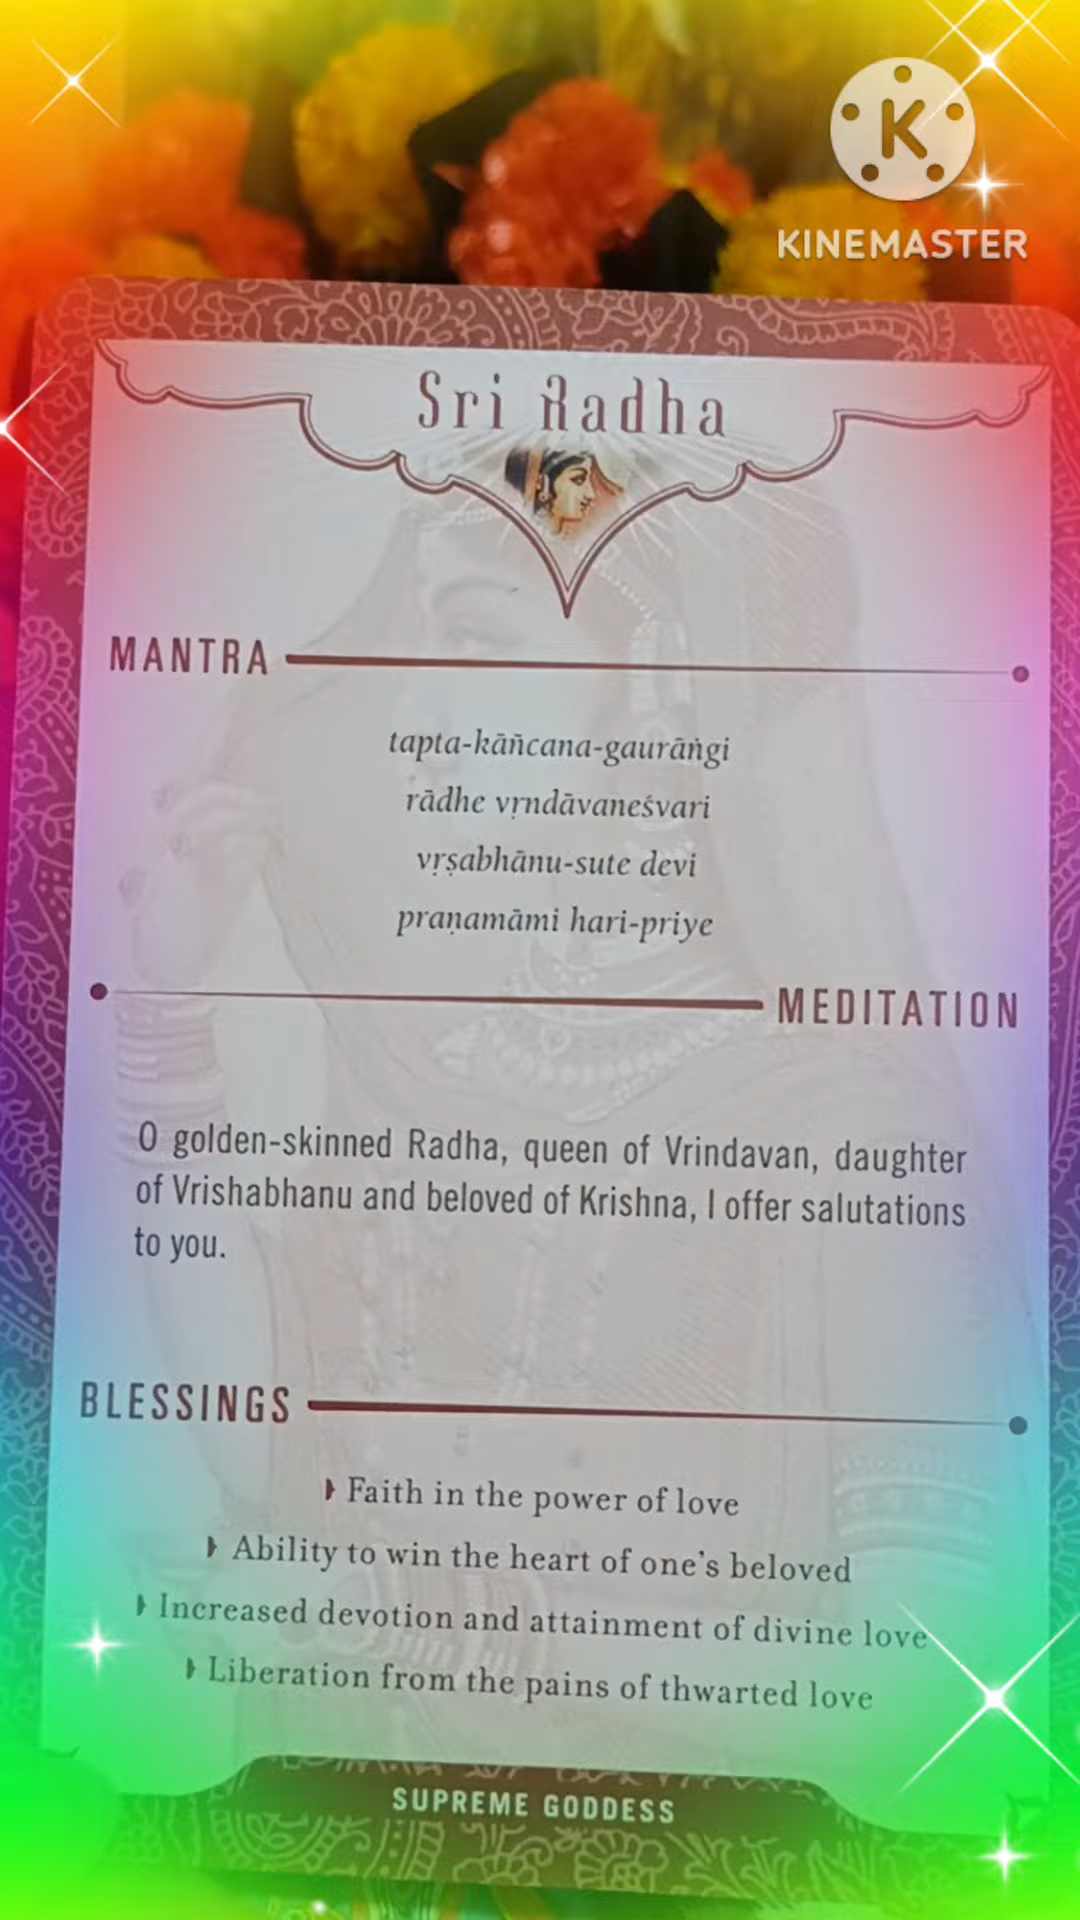 K
KINEMASTER
Sri Radha
MANTRA
tapta-kāñcana-gaurāṅgi
rādhe vṛndāvaneśvari
vṛṣabhānu-sute devi
praṇamāmi hari-priye
MEDITATION
O golden-skinned Radha, queen of Vrindavan, daughter
of Vrishabhanu and beloved of Krishna, I offer salutations
to you.
BLESSINGS
Faith in the power of love
Ability to win the heart of one's beloved
Increased devotion and attainment of divine love
Liberation from the pains of thwarted love
SUPREME GODDESS